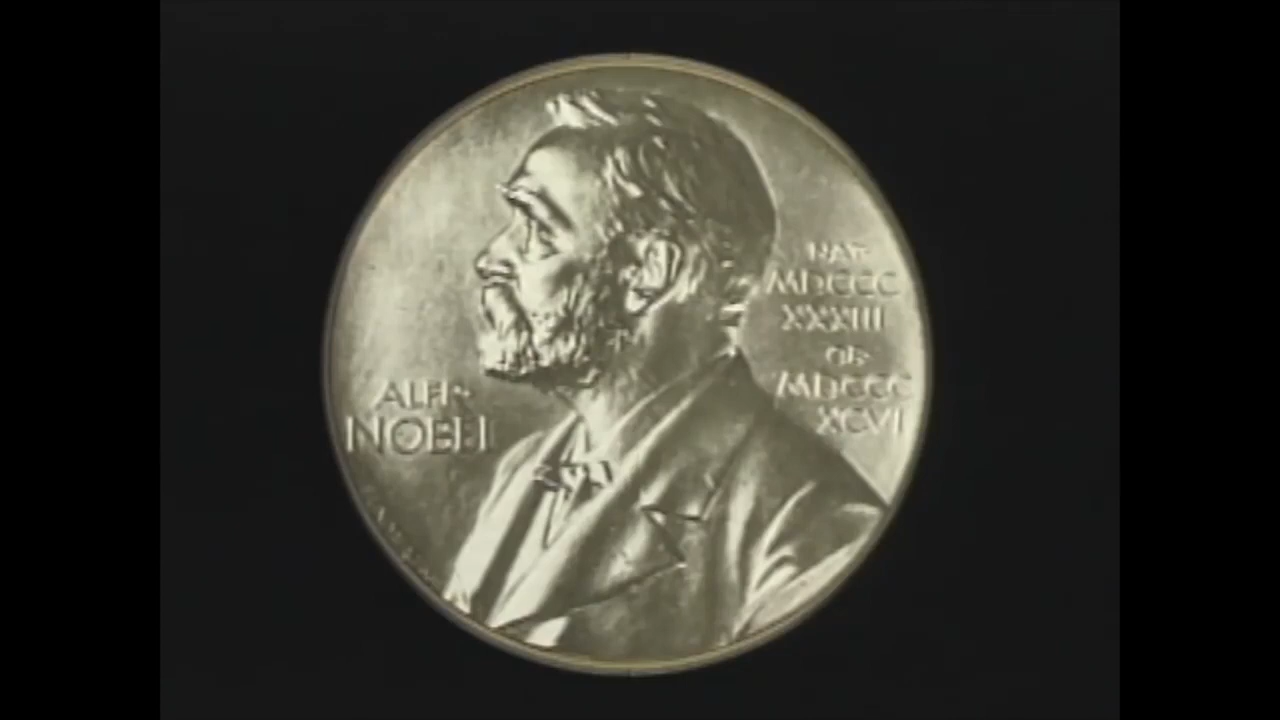 ALFR·
NOBEL
NAT·
MDCCC
XXXIII
OB·
MDCCC
XCVI